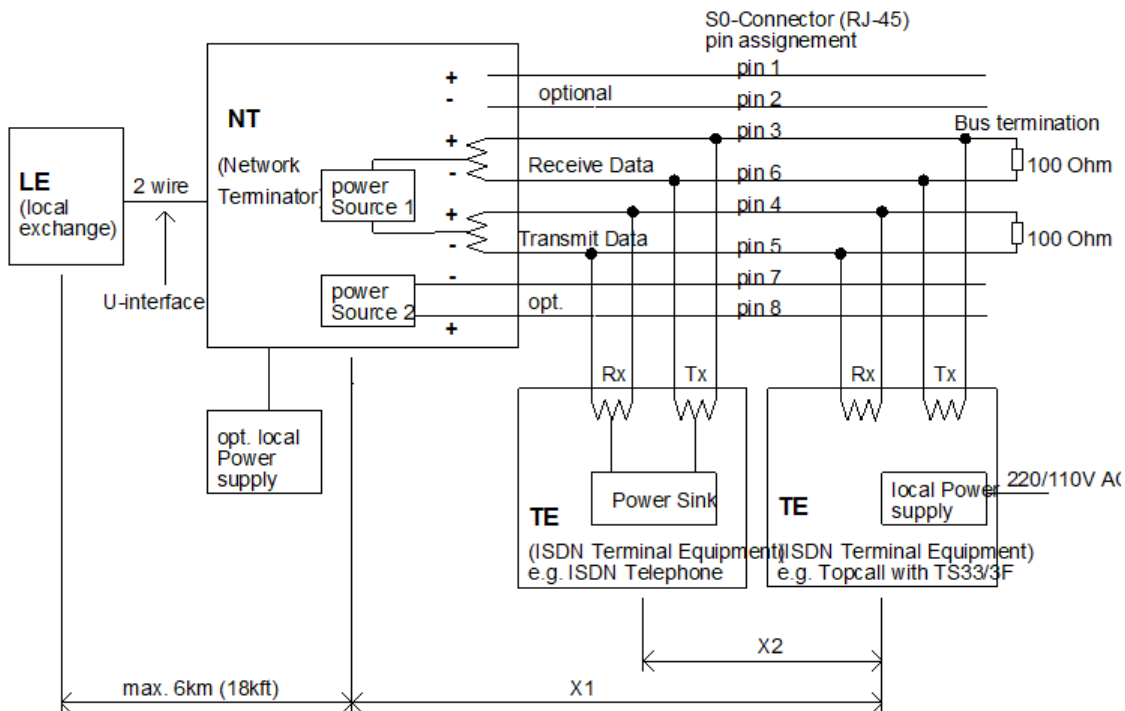 S0-Connector (RJ-45)
pin assignement
pin 1
+
-
optional
pin 2
NT
pin 3
Bus termination
+
LE
(local
exchange)
2 wire
(Network
Terminator)
power
Source 1
-
Receive Data
pin 6
100 Ohm
+
pin 4
-
Transmit Data
pin 5
100 Ohm
U-interface
power
Source 2
-
pin 7
opt.
pin 8
+
Rx
Tx
Rx
Tx
opt. local
Power
supply
Power Sink
local Power
supply
220/110V AC
TE
(ISDN Terminal Equipment)
e.g. ISDN Telephone
TE
(ISDN Terminal Equipment)
e.g. Topcall with TS33/3F
X2
max. 6km (18kft)
X1